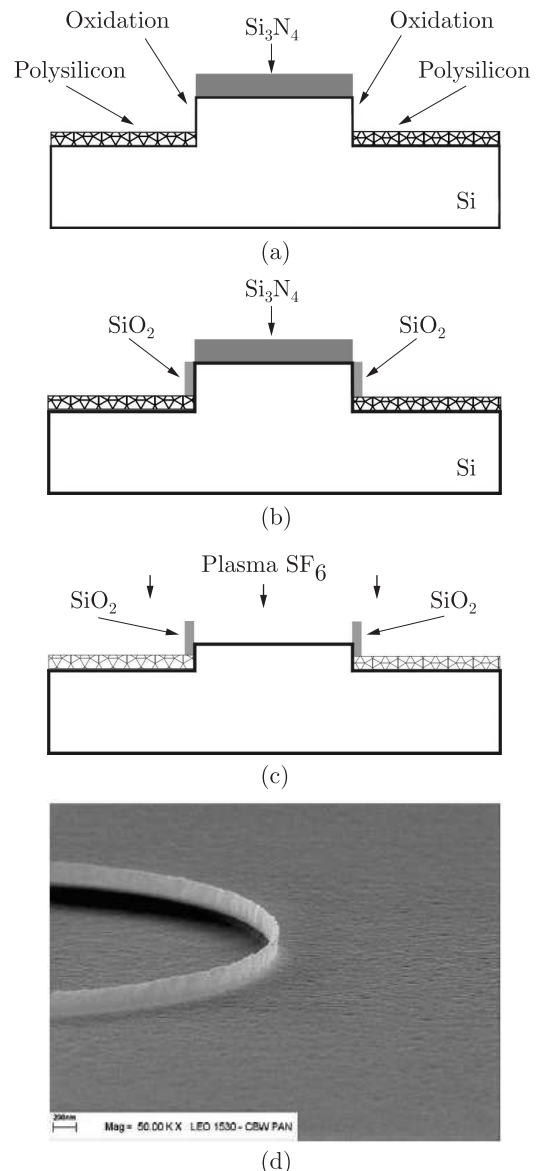 Oxidation Si₃N₄ Oxidation
Polysilicon Polysilicon
Si
(a)
Si₃N₄
SiO₂ SiO₂
Si
(b)
Plasma SF₆
SiO₂ SiO₂
(c)
200nm Mag = 50.00 K X LEO 1530 - CBW PAN
(d)